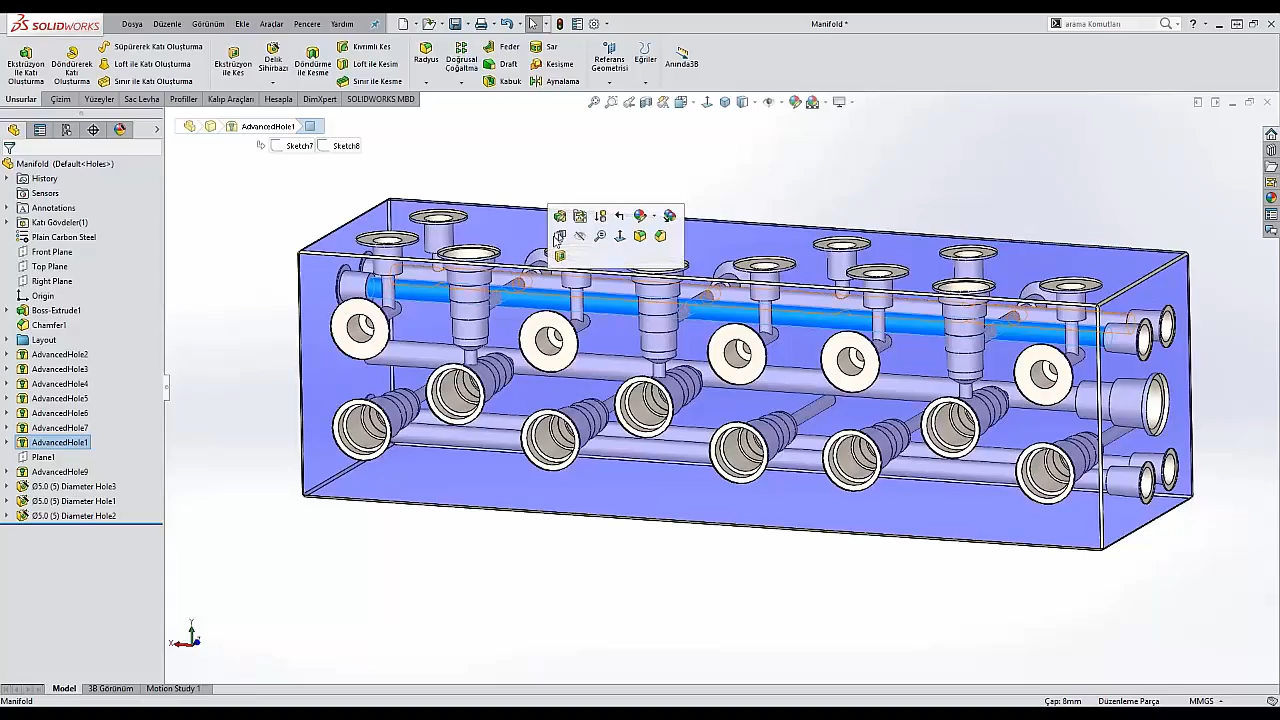 SOLIDWORKS
Dosya Düzenle Görünüm Ekle Araçlar Pencere Yardım
Manifold *
arama Komutları
Ekstrüzyon ile Katı Oluşturma
Döndürerek Katı Oluşturma
Süpürerek Katı Oluşturma
Loft ile Katı Oluşturma
Sınır ile Katı Oluşturma
Ekstrüzyon ile Kes
Delik Sihirbazı
Döndürme ile Kesme
Kırımlı Kes
Loft ile Kesim
Sınır ile Kesme
Radyus
Doğrusal Çoğaltma
Feder
Draft
Kabuk
Sar
Kesişme
Aynalama
Referans Geometrisi
Eğriler
Anında3B
Unsurlar Çizim Yüzeyler Sac Levha Profiller Kalıp Araçları Hesapla DimXpert SOLIDWORKS MBD
AdvancedHole1
Sketch7 Sketch8
Manifold (Default<Holes>)
History
Sensors
Annotations
Katı Gövdeler(1)
Plain Carbon Steel
Front Plane
Top Plane
Right Plane
Origin
Boss-Extrude1
Chamfer1
Layout
AdvancedHole2
AdvancedHole3
AdvancedHole4
AdvancedHole5
AdvancedHole6
AdvancedHole7
AdvancedHole1
Plane1
AdvancedHole9
Ø5.0 (5) Diameter Hole3
Ø5.0 (5) Diameter Hole1
Ø5.0 (5) Diameter Hole2
Y
X
Model 3B Görünüm Motion Study 1
Manifold
Çap: 8mm Düzenleme Parça MMGS